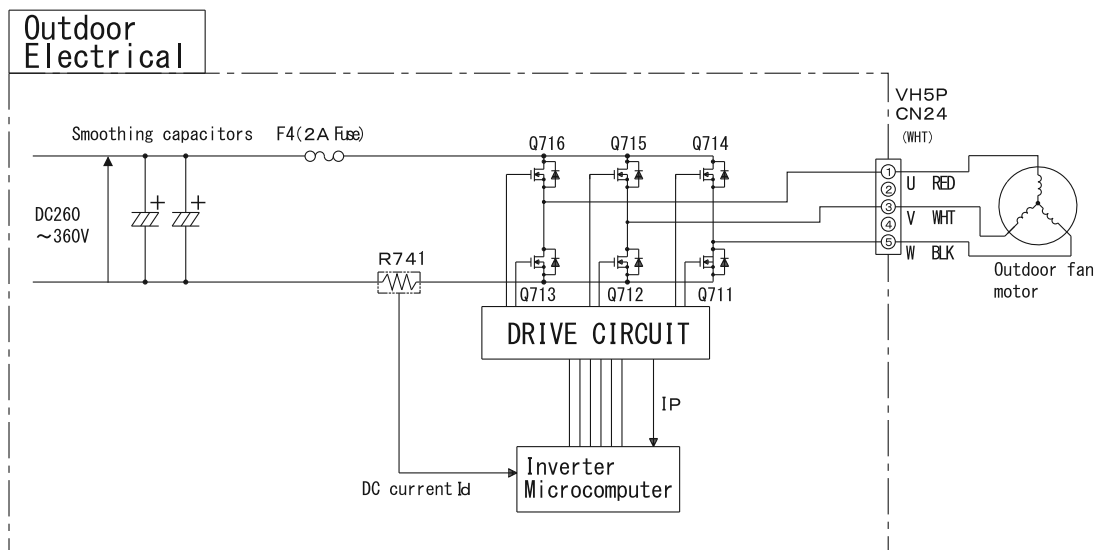 Outdoor
Electrical
VH5P
CN24
(WHT)
Smoothing capacitors
F4(2A Fuse)
Q716
Q715
Q714
①
U RED
②
DC260
～360V
+
+
③
V WHT
④
⑤
W BLK
R741
Q713
Q712
Q711
Outdoor fan
motor
DRIVE CIRCUIT
IP
Inverter
Microcomputer
DC current Id